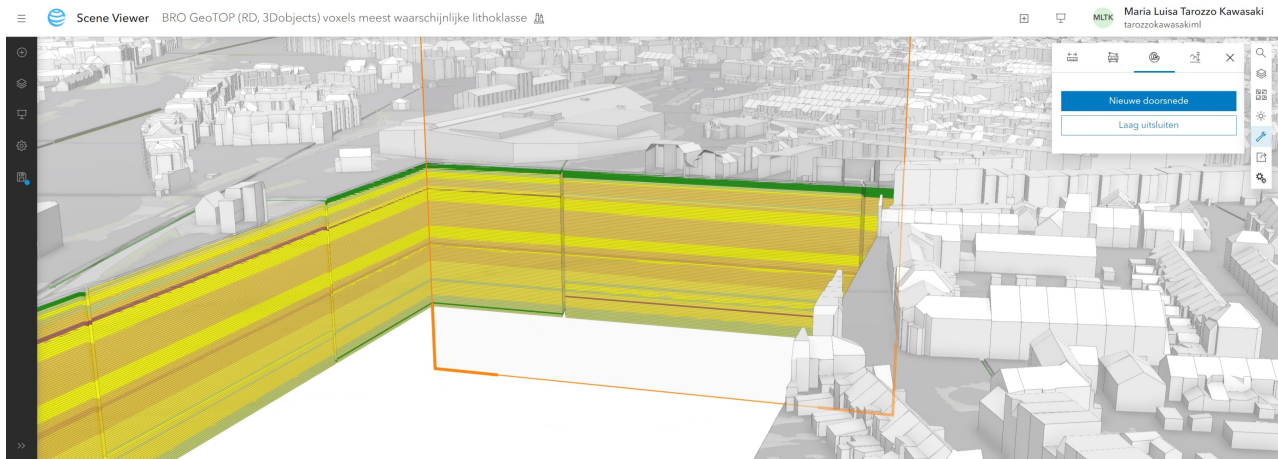 Scene Viewer BRO GeoTOP (RD, 3Dobjects) voxels meest waarschijnlijke lithoklasse
MLTK
Maria Luisa Tarozzo Kawasaki
tarozzokawasakiml
Nieuwe doorsnede
Laag uitsluiten